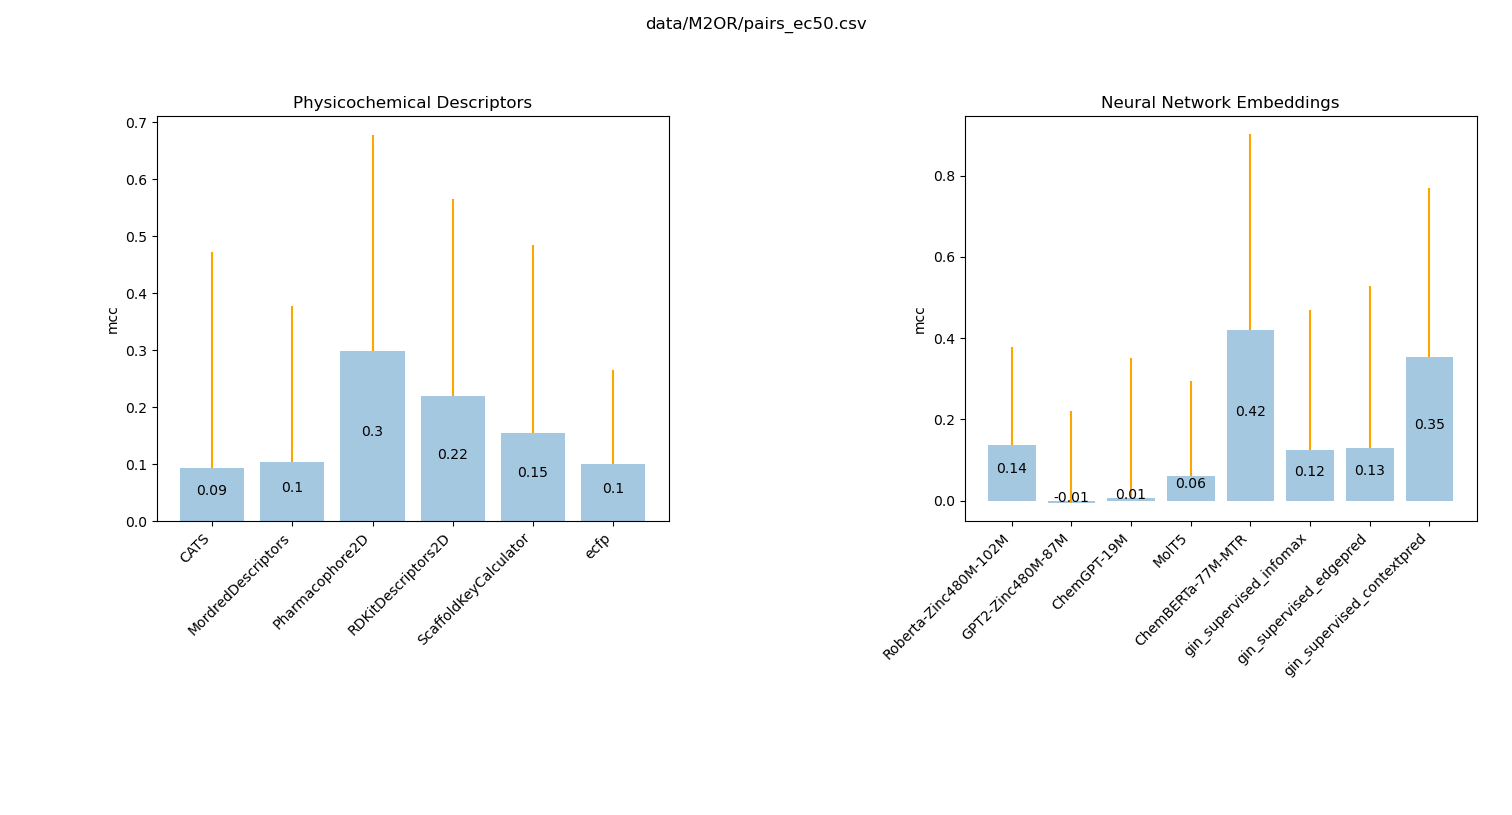 data/M2OR/pairs_ec50.csv
Physicochemical Descriptors
mcc
0.7
0.6
0.5
0.4
0.3
0.2
0.1
0.0
0.09
0.1
0.3
0.22
0.15
0.1
CATS
MordredDescriptors
Pharmacophore2D
RDKitDescriptors2D
ScaffoldKeyCalculator
ecfp
Neural Network Embeddings
mcc
0.8
0.6
0.4
0.2
0.0
0.14
-0.01
0.01
0.06
0.42
0.12
0.13
0.35
Roberta-Zinc480M-102M
GPT2-Zinc480M-87M
ChemGPT-19M
MolT5
ChemBERTa-77M-MTR
gin_supervised_infomax
gin_supervised_edgepred
gin_supervised_contextpred